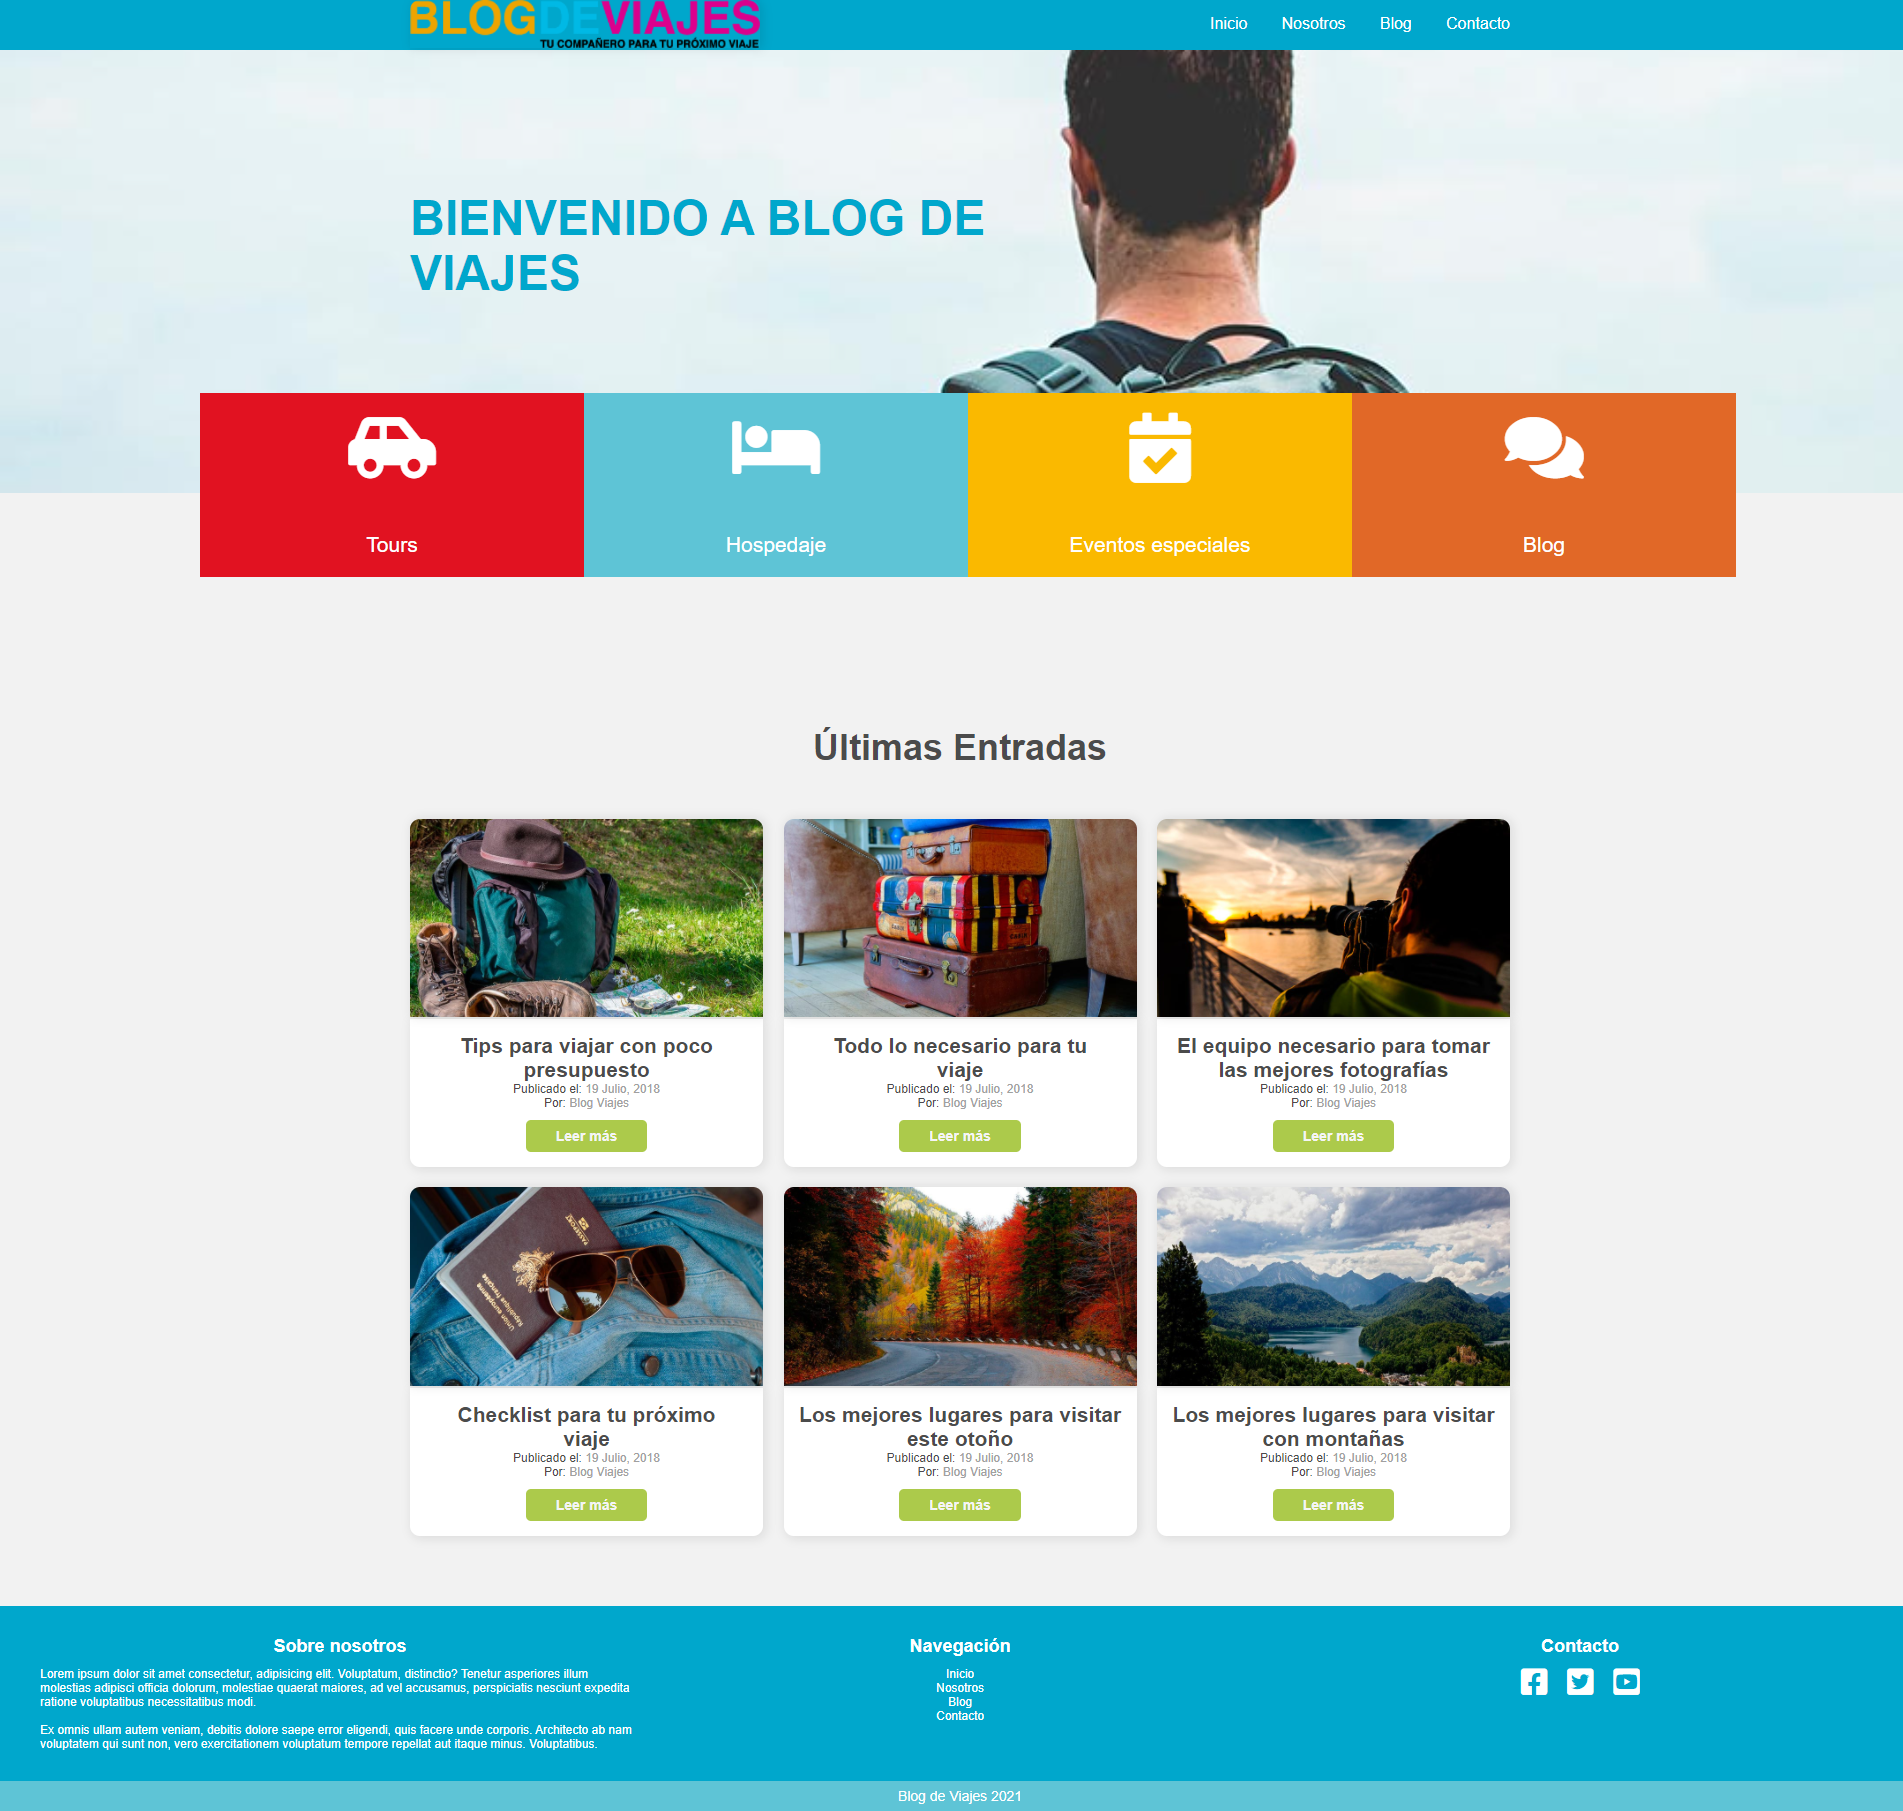 BLOGDEVIAJES
TU COMPAÑERO PARA TU PRÓXIMO VIAJE
Inicio
Nosotros
Blog
Contacto
BIENVENIDO A BLOG DE
VIAJES
Tours
Hospedaje
Eventos especiales
Blog
Últimas Entradas
Tips para viajar con poco
presupuesto
Publicado el: 19 Julio, 2018
Por: Blog Viajes
Leer más
Todo lo necesario para tu
viaje
Publicado el: 19 Julio, 2018
Por: Blog Viajes
Leer más
El equipo necesario para tomar
las mejores fotografías
Publicado el: 19 Julio, 2018
Por: Blog Viajes
Leer más
PASSEPORT
Union européenne
République française
Checklist para tu próximo
viaje
Publicado el: 19 Julio, 2018
Por: Blog Viajes
Leer más
Los mejores lugares para visitar
este otoño
Publicado el: 19 Julio, 2018
Por: Blog Viajes
Leer más
Los mejores lugares para visitar
con montañas
Publicado el: 19 Julio, 2018
Por: Blog Viajes
Leer más
Sobre nosotros
Lorem ipsum dolor sit amet consectetur, adipisicing elit. Voluptatum, distinctio? Tenetur asperiores illum
molestias adipisci officia dolorum, molestiae quaerat maiores, ad vel accusamus, perspiciatis nesciunt expedita
ratione voluptatibus necessitatibus modi.
Ex omnis ullam autem veniam, debitis dolore saepe error eligendi, quis facere unde corporis. Architecto ab nam
voluptatem qui sunt non, vero exercitationem voluptatum tempore repellat aut itaque minus. Voluptatibus.
Navegación
Inicio
Nosotros
Blog
Contacto
Contacto
Blog de Viajes 2021